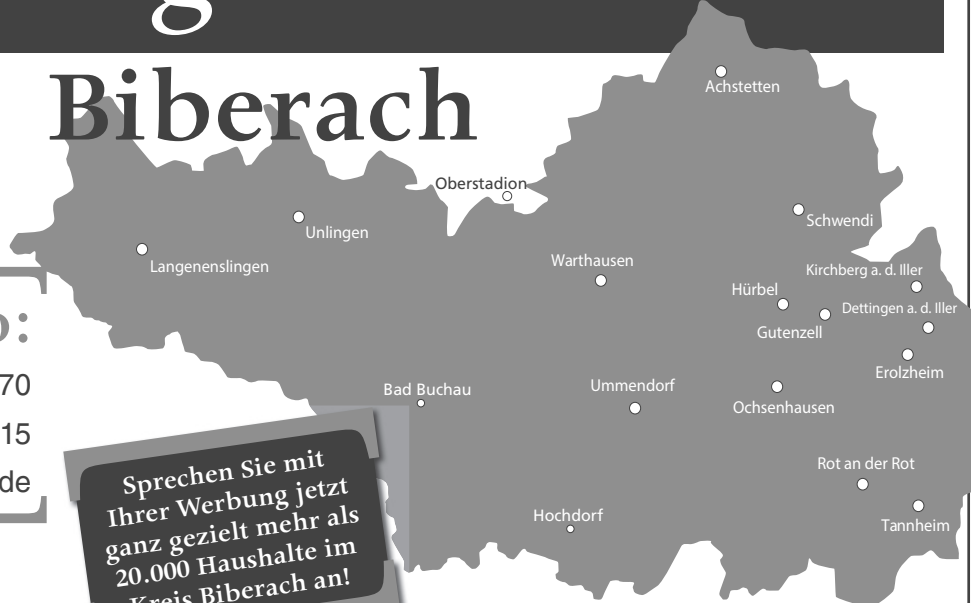 g
Biberach
Achstetten
Oberstadion
Schwendi
Unlingen
Langenenslingen
Warthausen
Kirchberg a. d. Iller
Hürbel
Dettingen a. d. Iller
Gutenzell
Erolzheim
Bad Buchau
Ummendorf
Ochsenhausen
:
70
15
de
Rot an der Rot
Tannheim
Hochdorf
Sprechen Sie mit
Ihrer Werbung jetzt
ganz gezielt mehr als
20.000 Haushalte im
Kreis Biberach an!